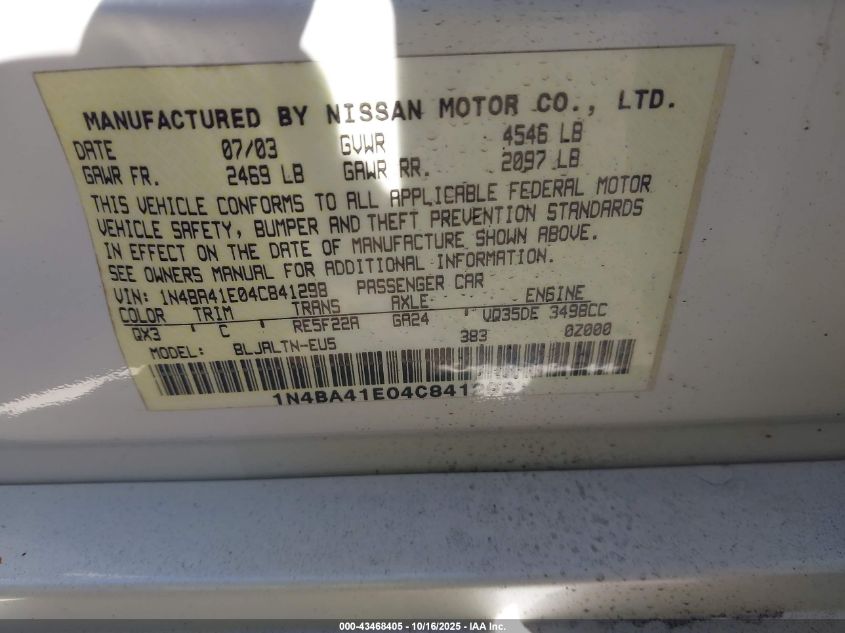 MANUFACTURED BY NISSAN MOTOR CO., LTD.
DATE 07/03 GVWR 4546 LB
GAWR FR. 2469 LB GAWR RR. 2097 LB
THIS VEHICLE CONFORMS TO ALL APPLICABLE FEDERAL MOTOR
VEHICLE SAFETY, BUMPER AND THEFT PREVENTION STANDARDS
IN EFFECT ON THE DATE OF MANUFACTURE SHOWN ABOVE.
SEE OWNERS MANUAL FOR ADDITIONAL INFORMATION.
VIN: 1N4BA41E04C841298 PASSENGER CAR
COLOR TRIM TRANS AXLE ENGINE
QX3 C RE5F22A GA24 VQ35DE 3498CC
MODEL: BLJALTN-EU5 383 0Z000
1N4BA41E04C841298
000-43468405 - 10/16/2025 - IAA Inc.